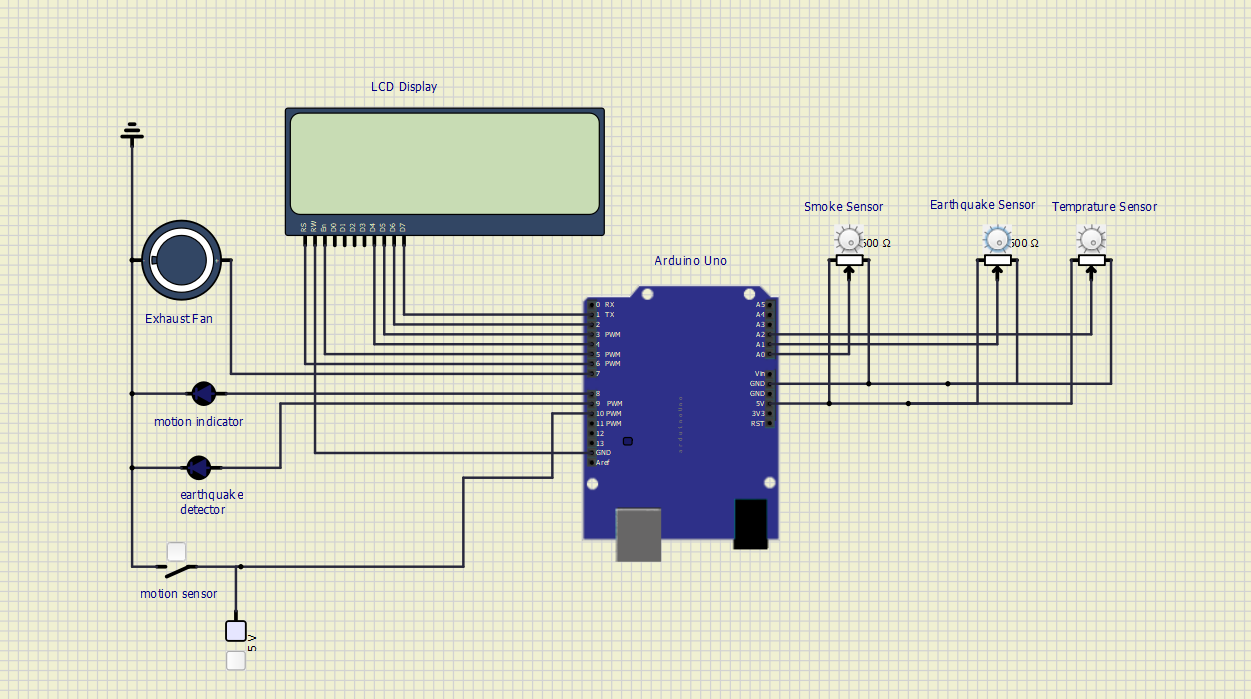 LCD Display
RS RW En D0 D1 D2 D3 D4 D5 D6 D7
Smoke Sensor
Earthquake Sensor
Temprature Sensor
500 Ω
500 Ω
Arduino Uno
Exhaust Fan
0 RX
1 TX
2
3 PWM
4
5 PWM
6 PWM
7
8
9 PWM
10 PWM
11 PWM
12
13
GND
Aref
A5
A4
A3
A2
A1
A0
Vin
GND
GND
5V
3V3
RST
motion indicator
earthquake
detector
motion sensor
5 V